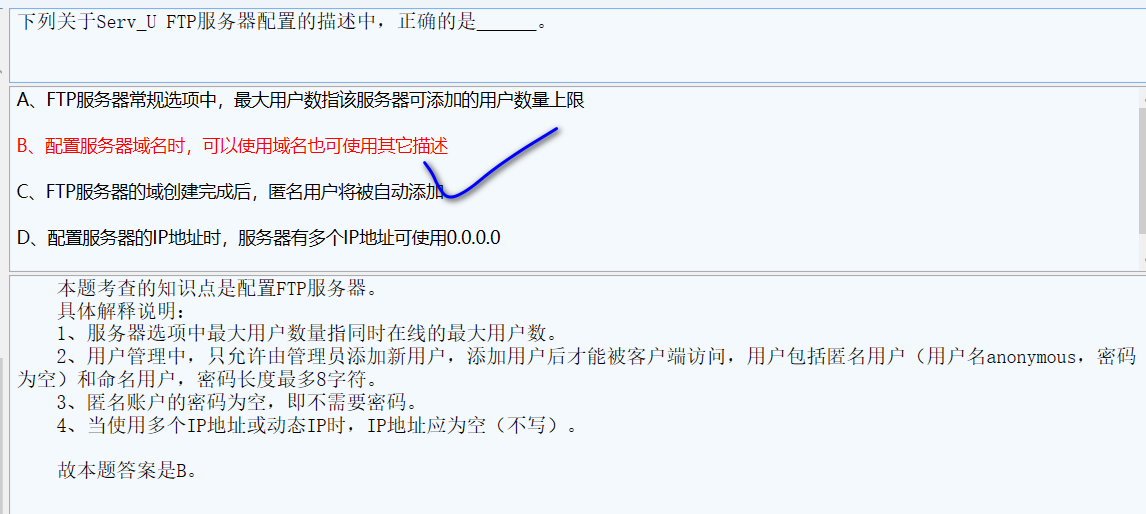 下列关于Serv_U FTP服务器配置的描述中，正确的是______。
A、FTP服务器常规选项中，最大用户数指该服务器可添加的用户数量上限
B、配置服务器域名时，可以使用域名也可使用其它描述
C、FTP服务器的域创建完成后，匿名用户将被自动添加
D、配置服务器的IP地址时，服务器有多个IP地址可使用0.0.0.0
本题考查的知识点是配置FTP服务器。
具体解释说明：
1、服务器选项中最大用户数量指同时在线的最大用户数。
2、用户管理中，只允许由管理员添加新用户，添加用户后才能被客户端访问，用户包括匿名用户（用户名anonymous，密码
为空）和命名用户，密码长度最多8字符。
3、匿名账户的密码为空，即不需要密码。
4、当使用多个IP地址或动态IP时，IP地址应为空（不写）。
故本题答案是B。